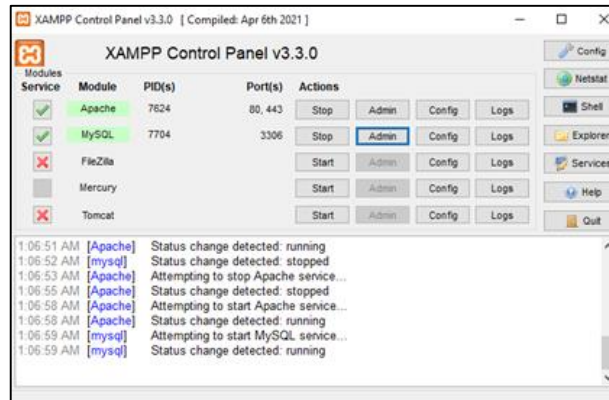 XAMPP Control Panel v3.3.0 [ Compiled: Apr 6th 2021 ]
XAMPP Control Panel v3.3.0
Config
Modules
Service Module PID(s) Port(s) Actions
Netstat
Apache 7624 80, 443 Stop Admin Config Logs
Shell
MySQL 7704 3306 Stop Admin Config Logs
Explorer
FileZilla Start Admin Config Logs
Services
Mercury Start Admin Config Logs
Help
Tomcat Start Admin Config Logs
Quit
1:06:51 AM [Apache] Status change detected: running
1:06:52 AM [mysql] Status change detected: stopped
1:06:53 AM [Apache] Attempting to stop Apache service...
1:06:55 AM [Apache] Status change detected: stopped
1:06:58 AM [Apache] Attempting to start Apache service...
1:06:58 AM [Apache] Status change detected: running
1:06:59 AM [mysql] Attempting to start MySQL service...
1:06:59 AM [mysql] Status change detected: running